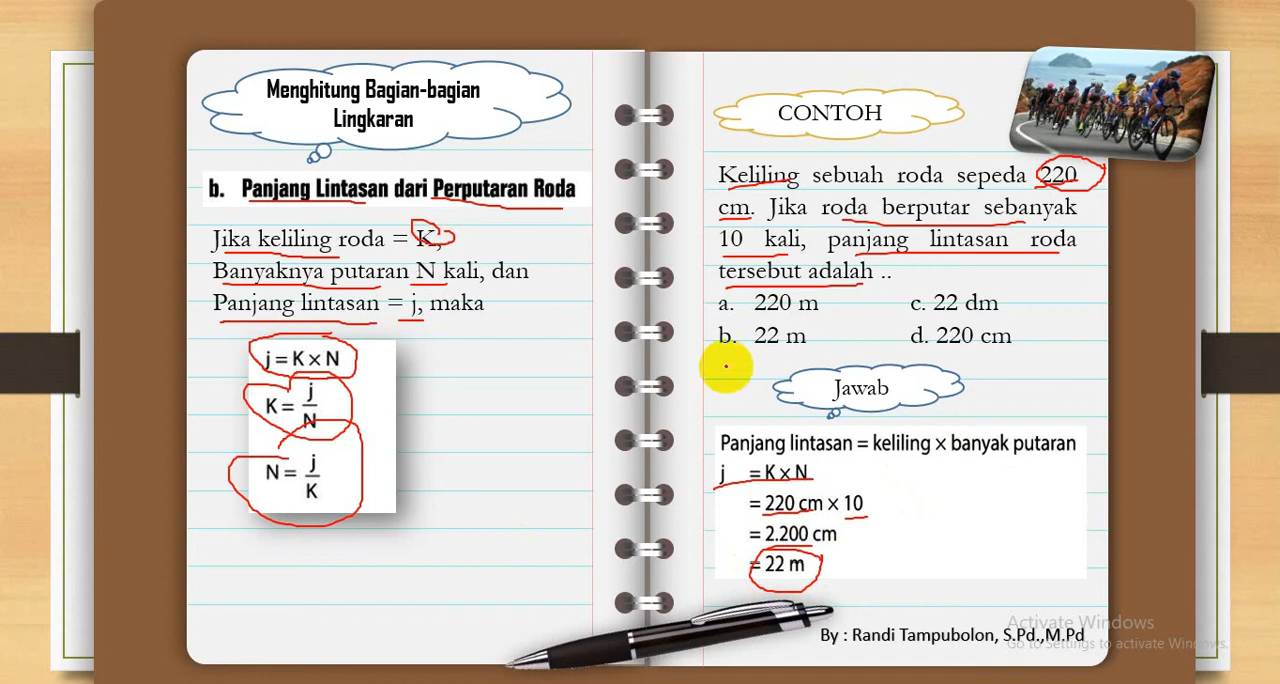 Menghitung Bagian-bagian
Lingkaran
b. Panjang Lintasan dari Perputaran Roda
Jika keliling roda = K,
Banyaknya putaran N kali, dan
Panjang lintasan = j, maka
j = K × N
K = j/N
N = j/K
CONTOH
Keliling sebuah roda sepeda 220
cm. Jika roda berputar sebanyak
10 kali, panjang lintasan roda
tersebut adalah ..
a. 220 m c. 22 dm
b. 22 m d. 220 cm
Jawab
Panjang lintasan = keliling × banyak putaran
j = K × N
= 220 cm × 10
= 2.200 cm
= 22 m
By : Randi Tampubolon, S.Pd.,M.Pd
Activate Windows
Go to Settings to activate Windows.